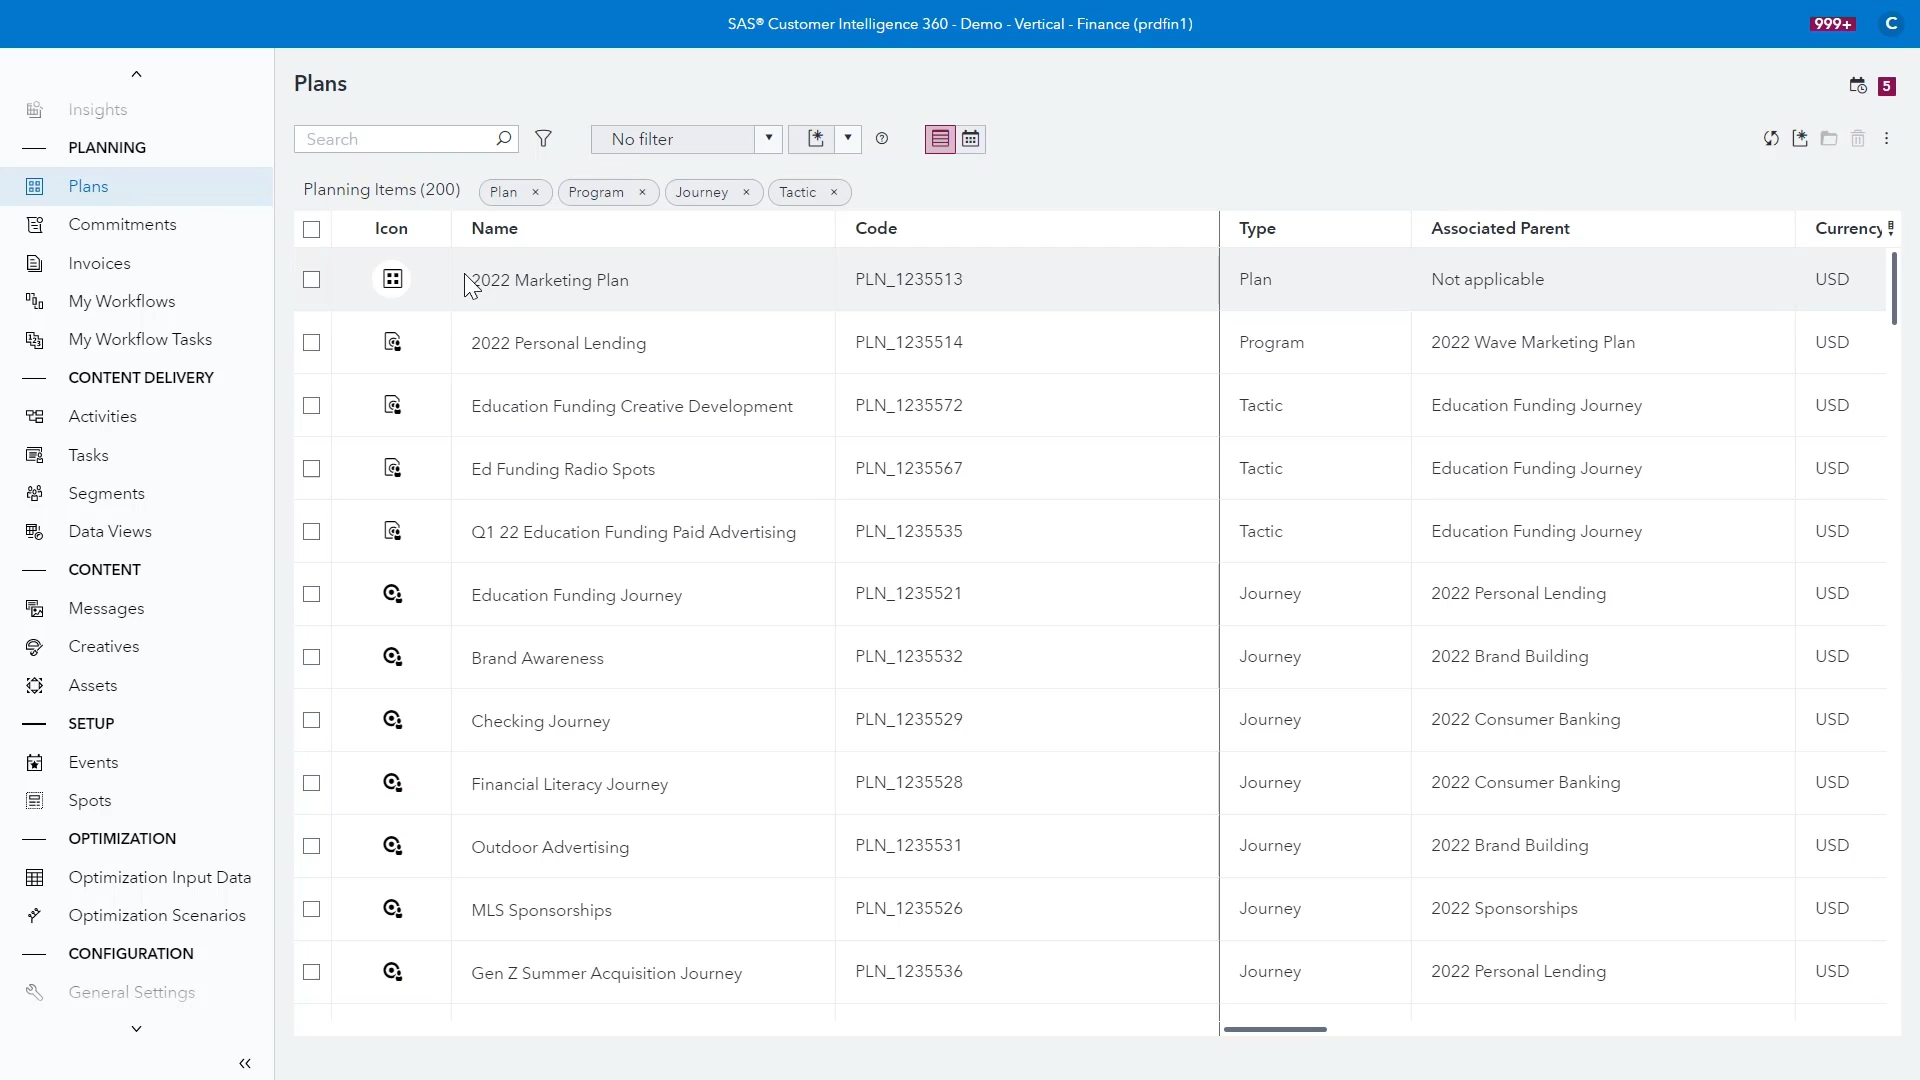 SAS® Customer Intelligence 360 - Demo - Vertical - Finance (prdfin1)
999+
C
Insights
PLANNING
Plans
Commitments
Invoices
My Workflows
My Workflow Tasks
CONTENT DELIVERY
Activities
Tasks
Segments
Data Views
CONTENT
Messages
Creatives
Assets
SETUP
Events
Spots
OPTIMIZATION
Optimization Input Data
Optimization Scenarios
CONFIGURATION
General Settings
Plans
5
Search
No filter
Planning Items (200) Plan × Program × Journey × Tactic ×
Icon Name Code Type Associated Parent Currency
2022 Marketing Plan PLN_1235513 Plan Not applicable USD
2022 Personal Lending PLN_1235514 Program 2022 Wave Marketing Plan USD
Education Funding Creative Development PLN_1235572 Tactic Education Funding Journey USD
Ed Funding Radio Spots PLN_1235567 Tactic Education Funding Journey USD
Q1 22 Education Funding Paid Advertising PLN_1235535 Tactic Education Funding Journey USD
Education Funding Journey PLN_1235521 Journey 2022 Personal Lending USD
Brand Awareness PLN_1235532 Journey 2022 Brand Building USD
Checking Journey PLN_1235529 Journey 2022 Consumer Banking USD
Financial Literacy Journey PLN_1235528 Journey 2022 Consumer Banking USD
Outdoor Advertising PLN_1235531 Journey 2022 Brand Building USD
MLS Sponsorships PLN_1235526 Journey 2022 Sponsorships USD
Gen Z Summer Acquisition Journey PLN_1235536 Journey 2022 Personal Lending USD